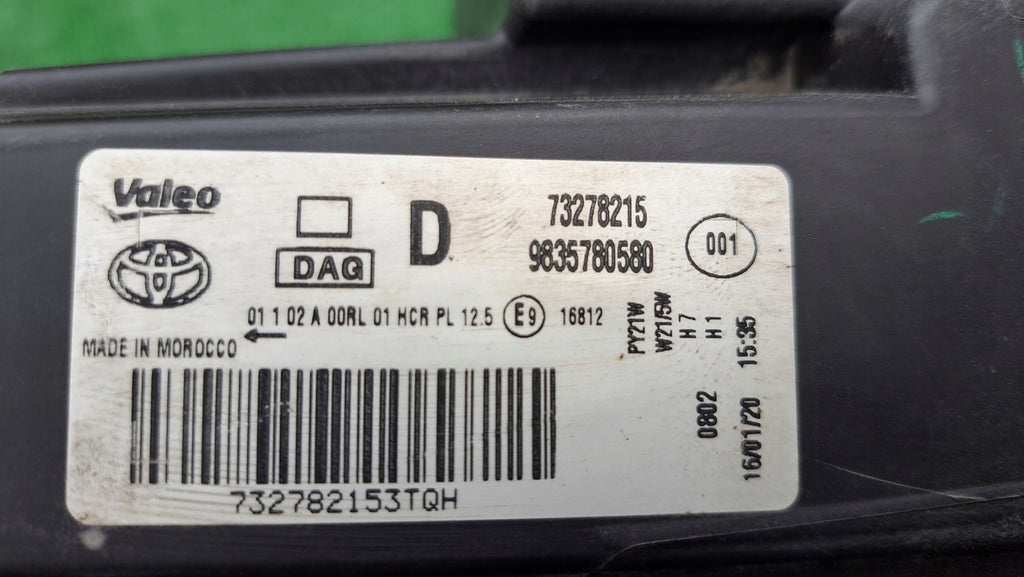 Valeo
DAG
D
73278215
9835780580
001
01 1 02 A 00RL 01 HCR PL 12.5 E9 16812
MADE IN MOROCCO
PY21W
W21/5W
H7
H1
0802
16/01/20 15:35
732782153TQH